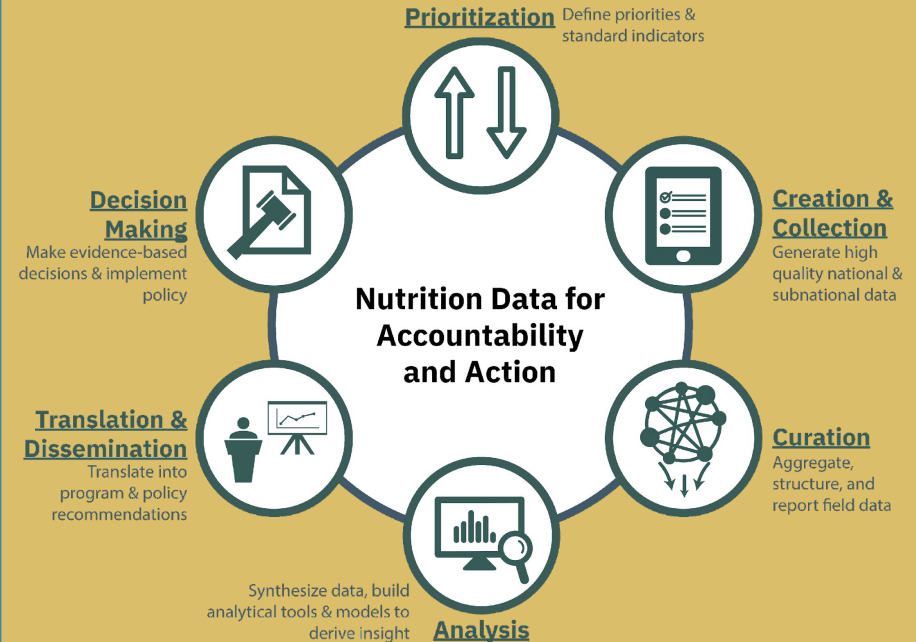 Prioritization
Define priorities &
standard indicators
Creation &
Collection
Generate high
quality national &
subnational data
Curation
Aggregate,
structure, and
report field data
Analysis
Synthesize data, build
analytical tools & models to
derive insight
Translation &
Dissemination
Translate into
program & policy
recommendations
Decision
Making
Make evidence-based
decisions & implement
policy
Nutrition Data for
Accountability
and Action